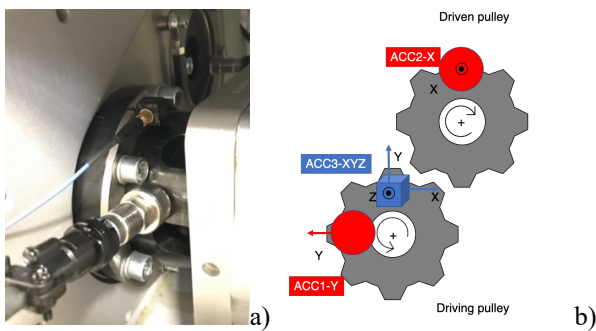 Driven pulley
ACC2-X
X
ACC3-XYZ
Y
Z
X
Y
ACC1-Y
Driving pulley
a)
b)